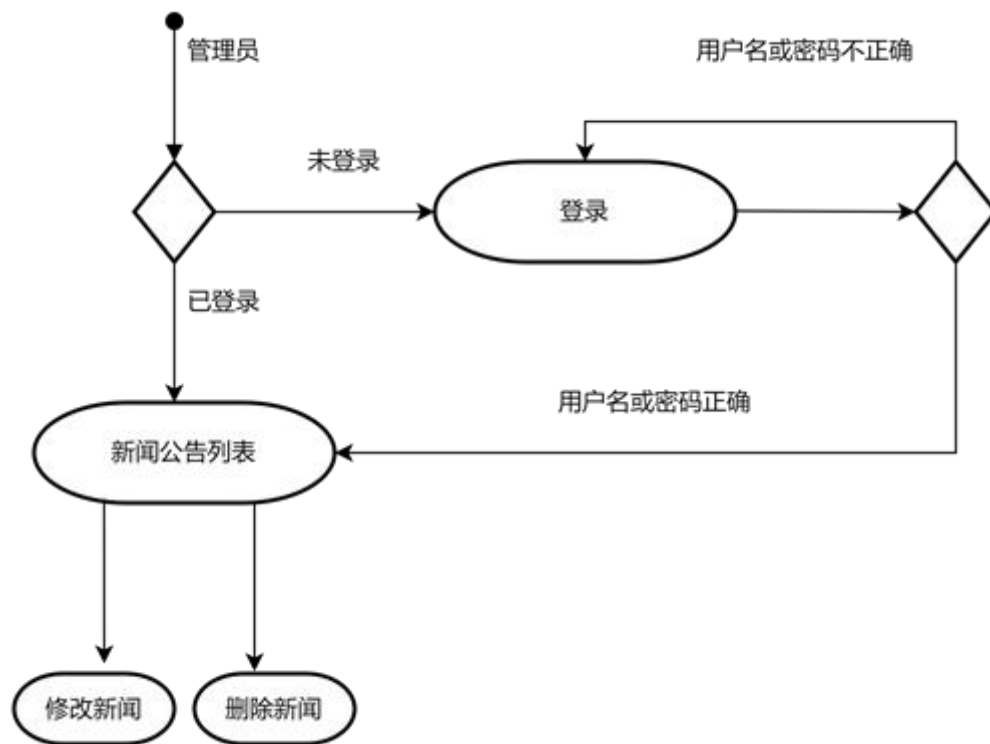 管理员
用户名或密码不正确
未登录
登录
已登录
用户名或密码正确
新闻公告列表
修改新闻
删除新闻